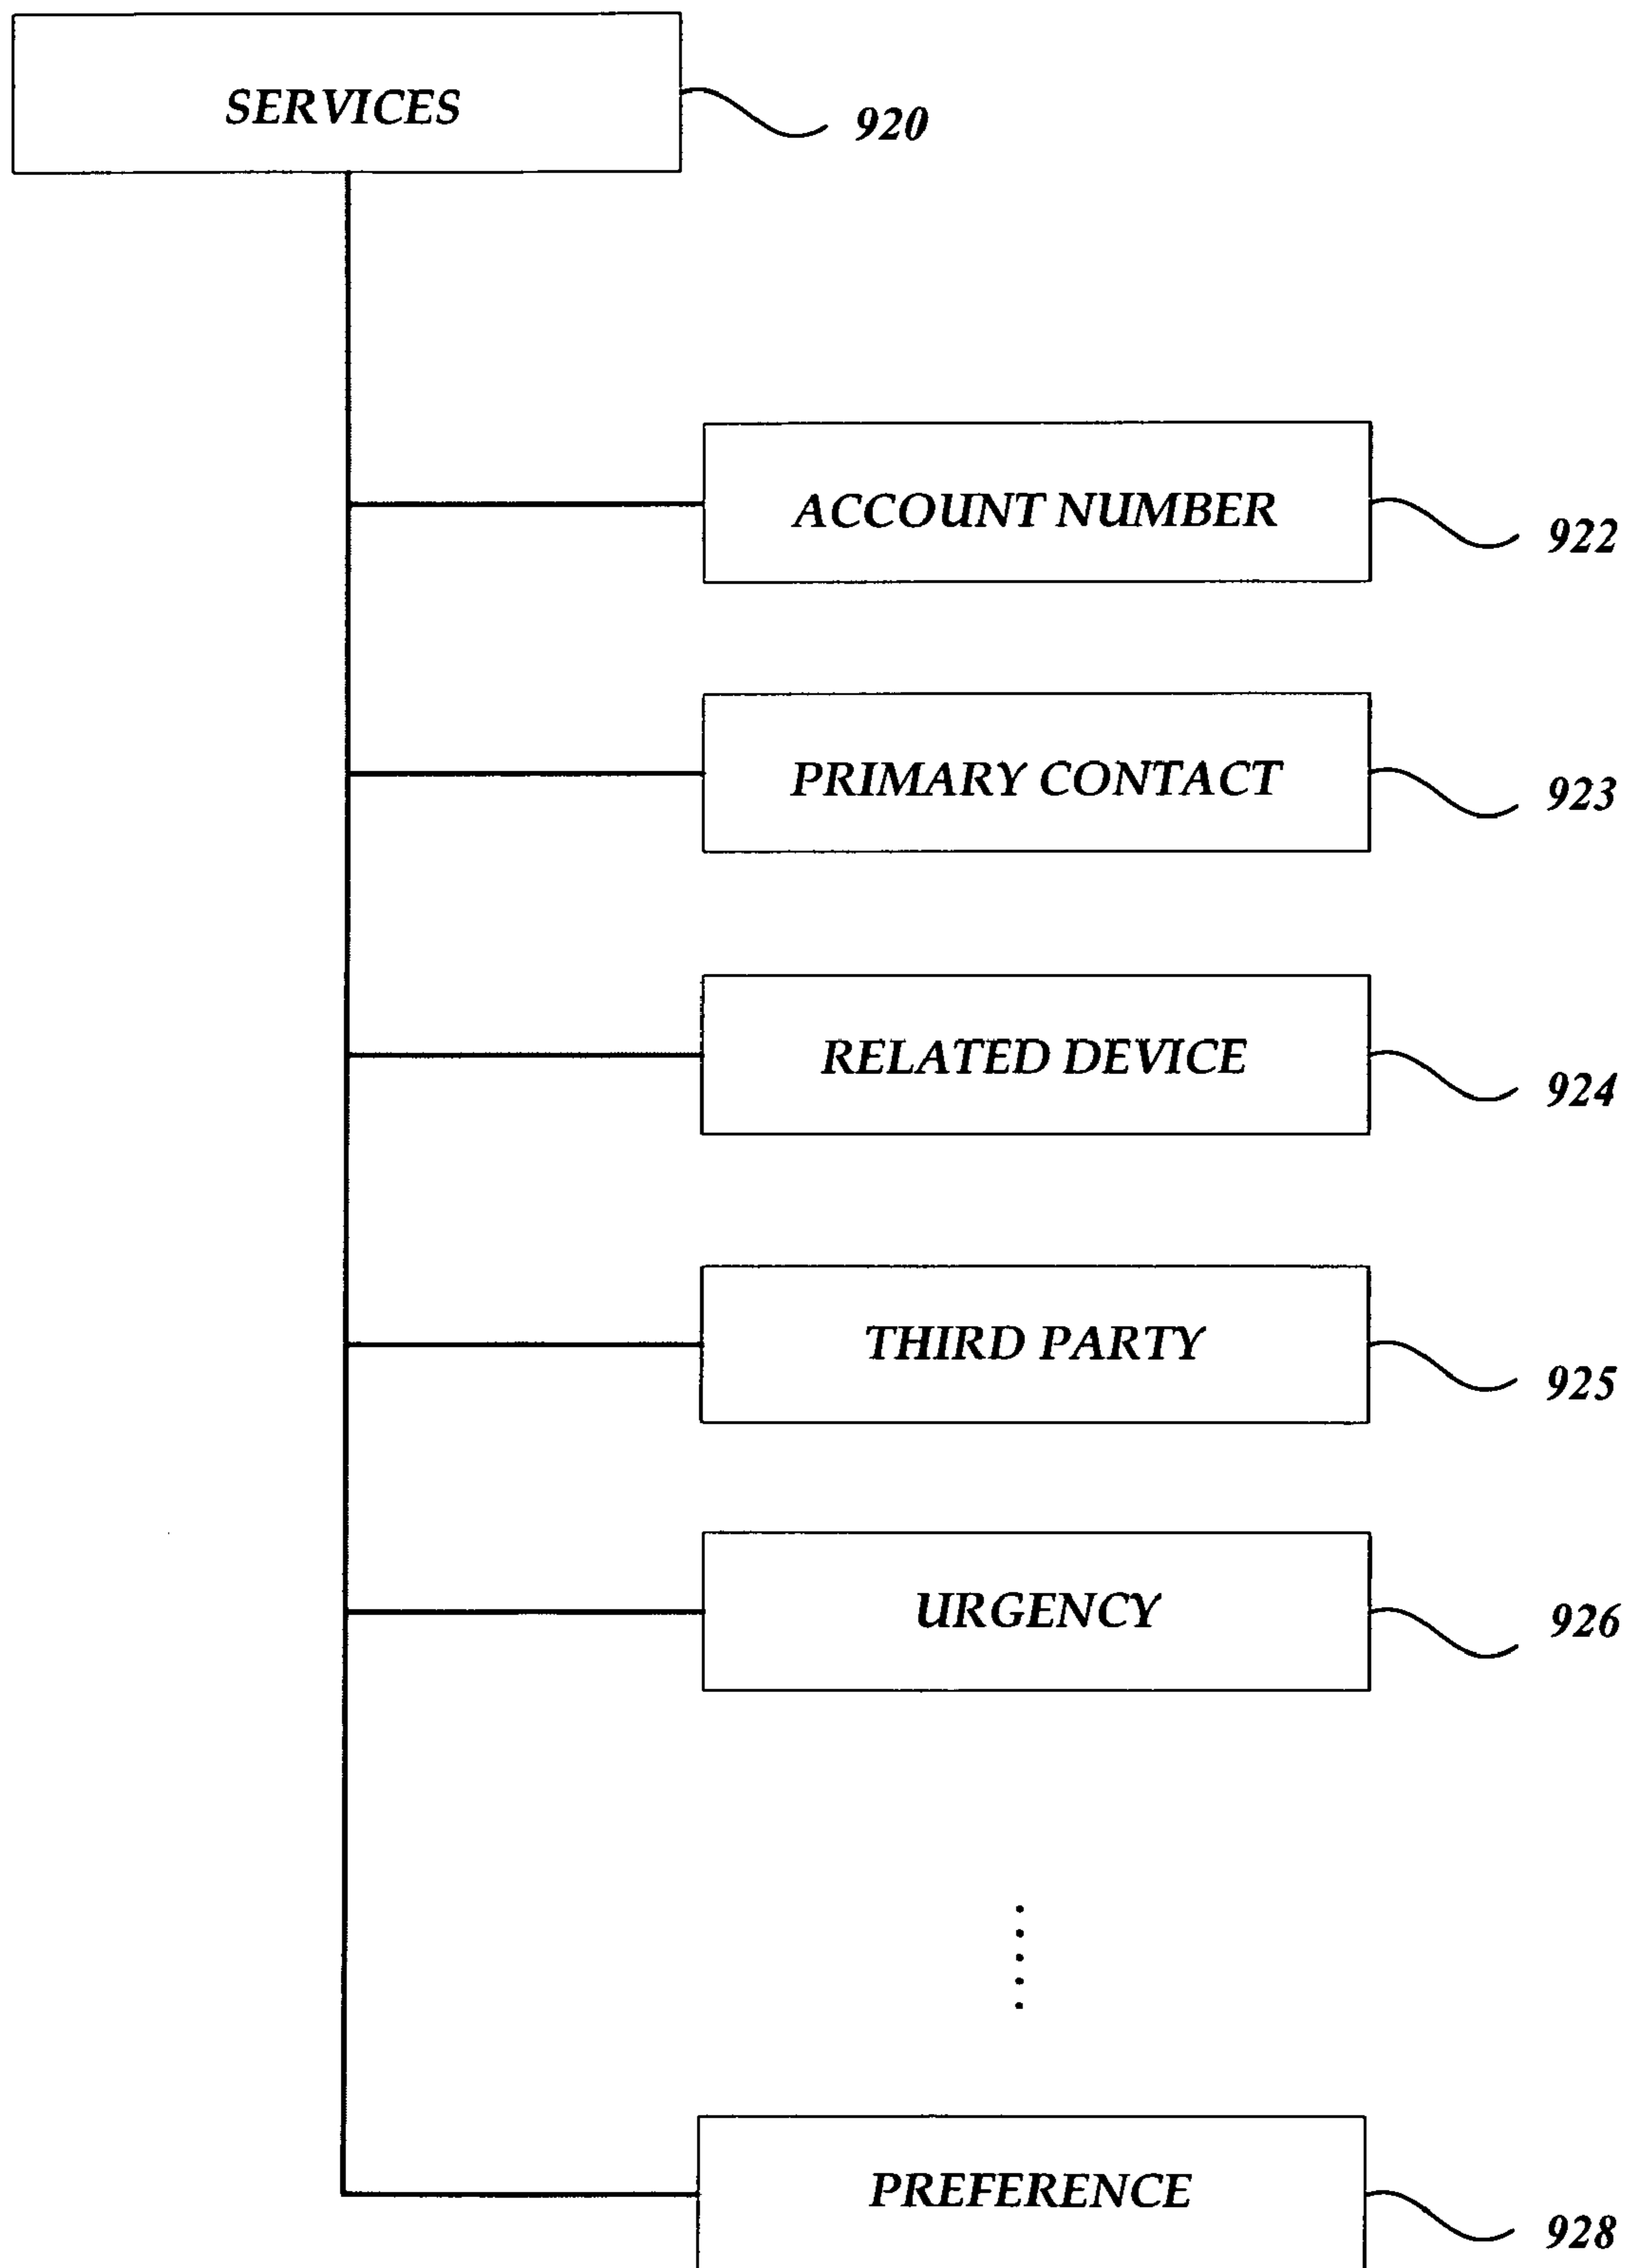 SERVICES
920
ACCOUNT NUMBER
922
PRIMARY CONTACT
923
RELATED DEVICE
924
THIRD PARTY
925
URGENCY
926
PREFERENCE
928